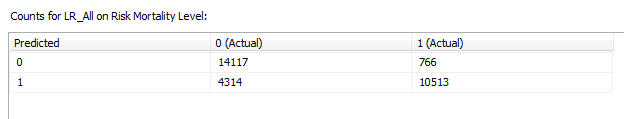 Counts for LR_All on Risk Mortality Level:
Predicted 0 (Actual) 1 (Actual)
0 14117 766
1 4314 10513